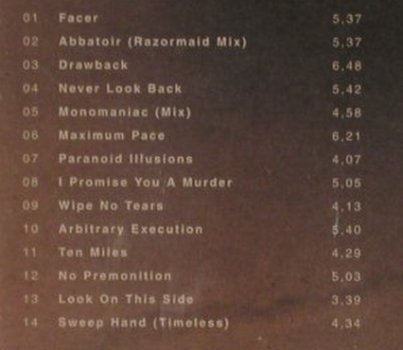 01 Facer 5,37
02 Abbatoir (Razormaid Mix) 5,37
03 Drawback 6,48
04 Never Look Back 5,42
05 Monomaniac (Mix) 4,58
06 Maximum Pace 6,21
07 Paranoid Illusions 4,07
08 I Promise You A Murder 5,05
09 Wipe No Tears 4,13
10 Arbitrary Execution 5,40
11 Ten Miles 4,29
12 No Premonition 5,03
13 Look On This Side 3,39
14 Sweep Hand (Timeless) 4,34